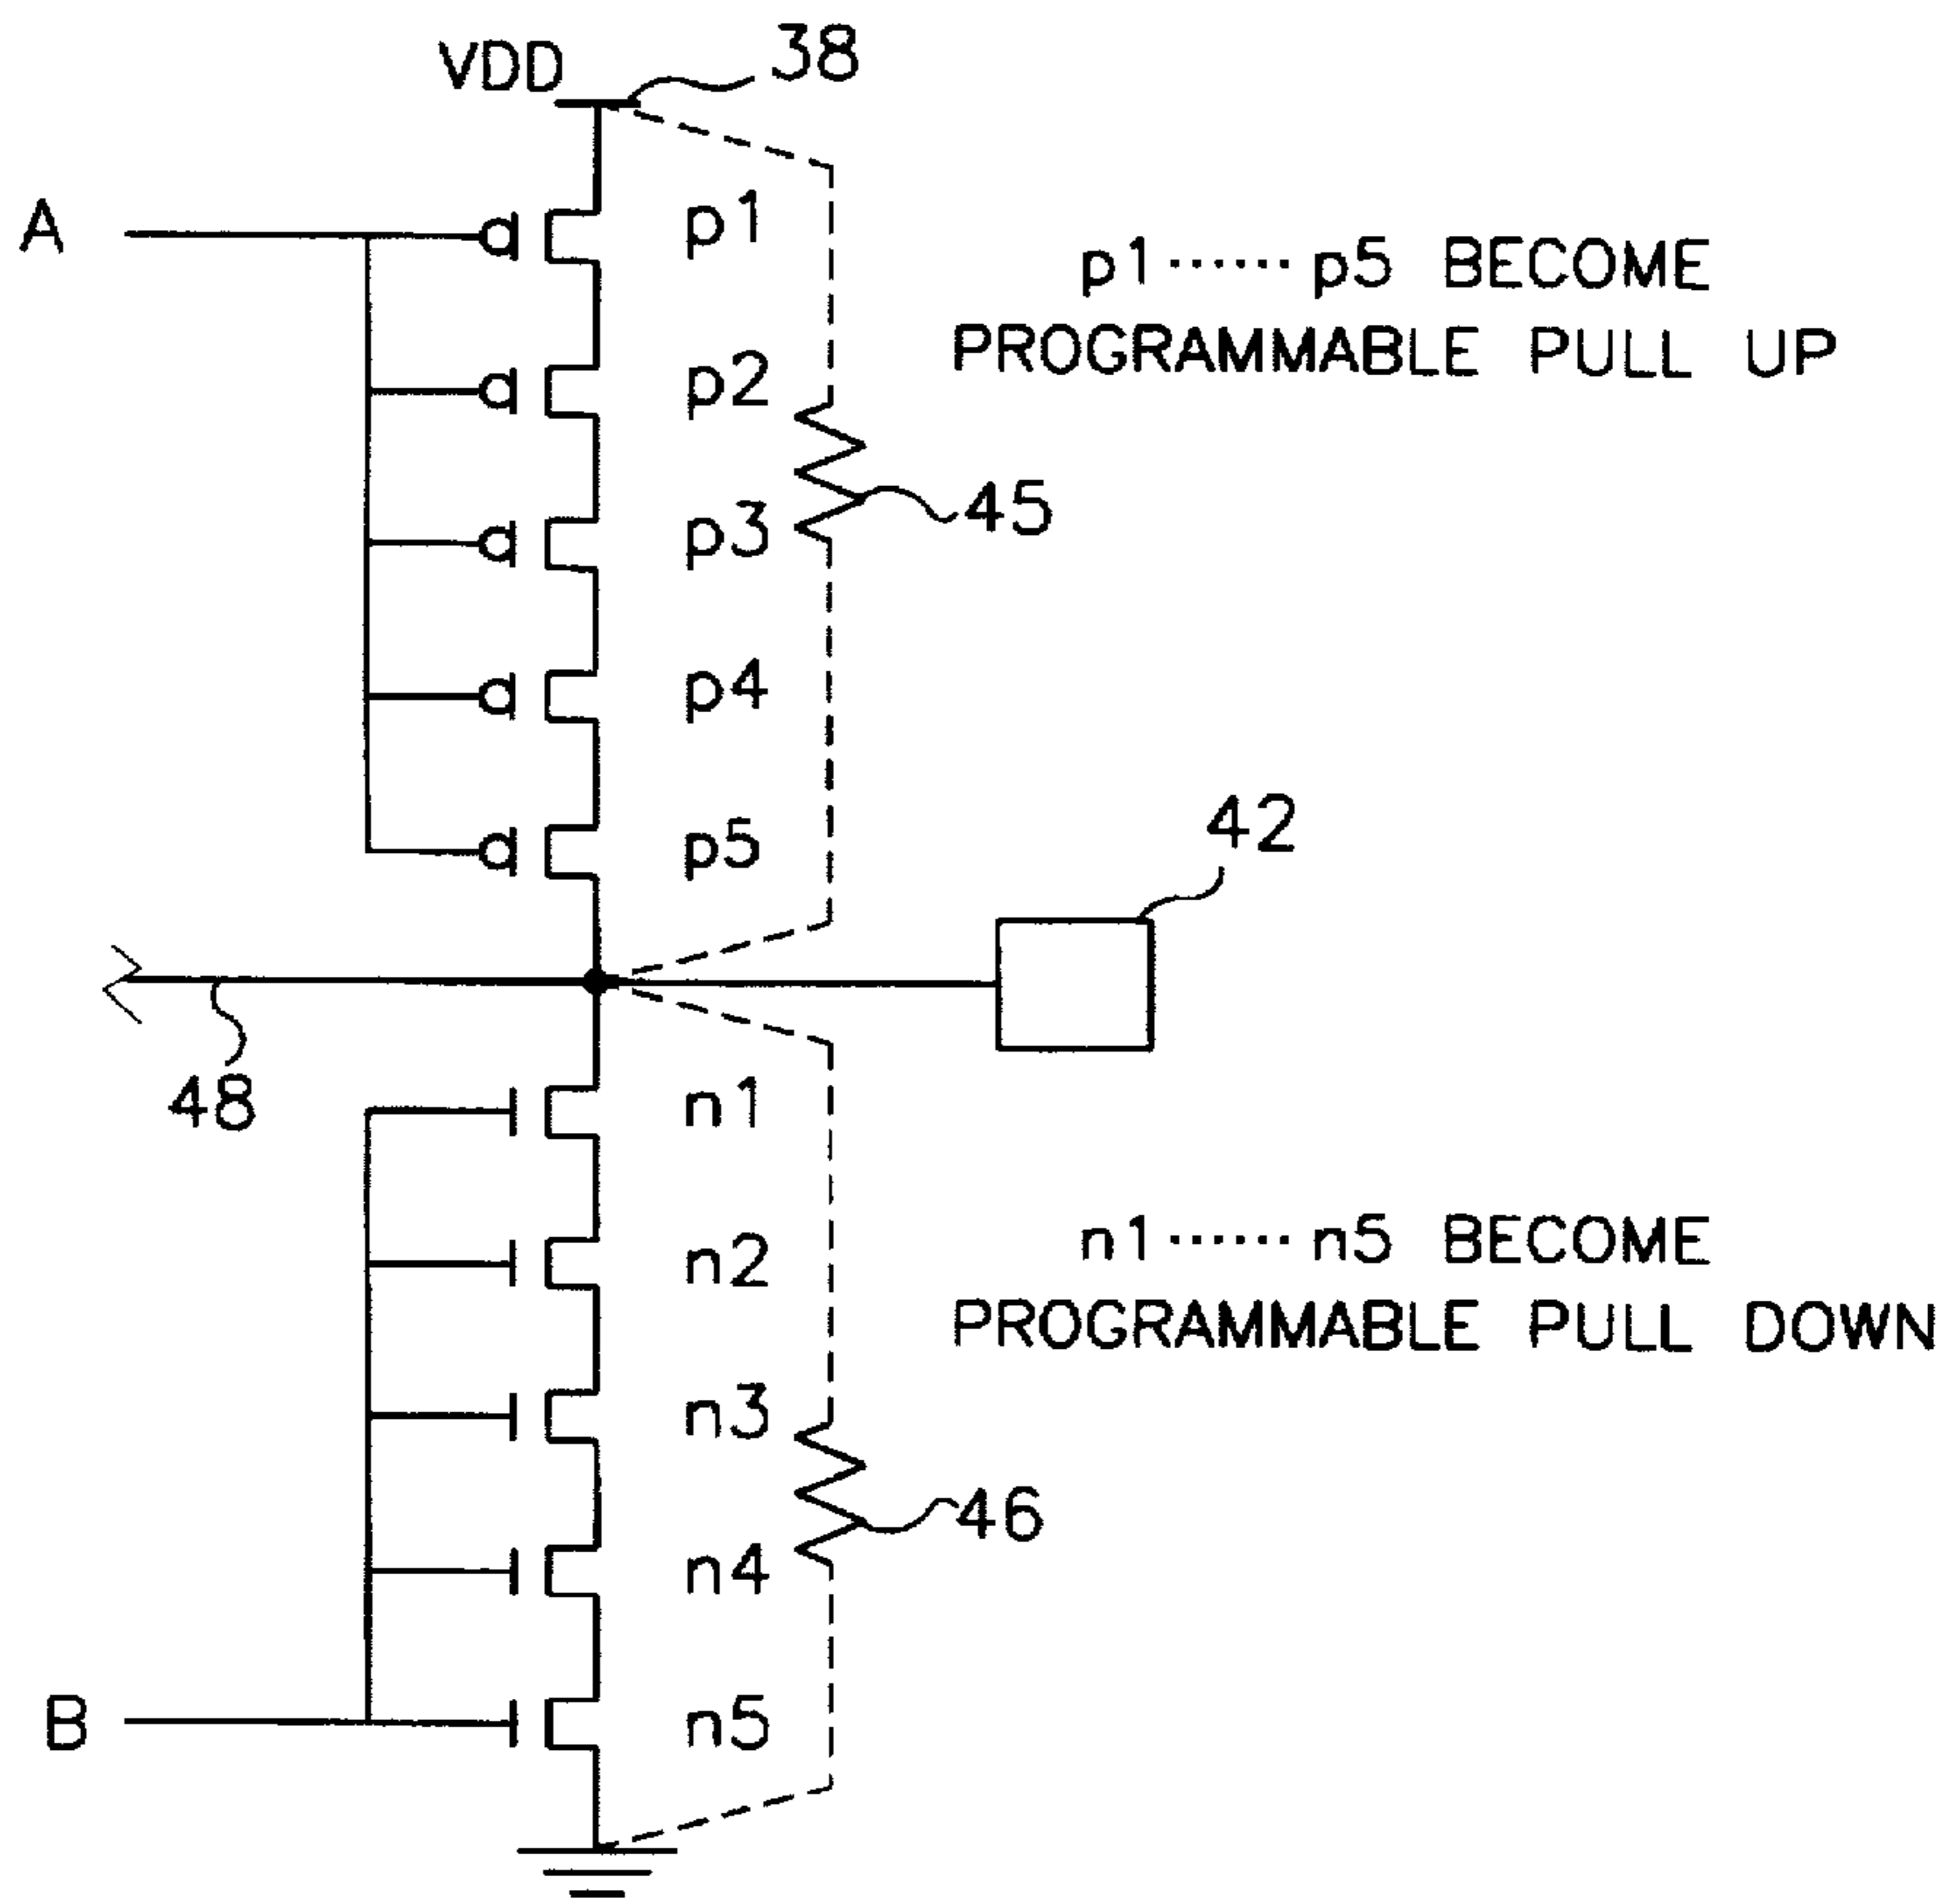 VDD
38
A
p1
p1······p5 BECOME
PROGRAMMABLE PULL UP
p2
p3
45
p4
p5
42
48
n1
n1······n5 BECOME
PROGRAMMABLE PULL DOWN
n2
n3
46
n4
B
n5